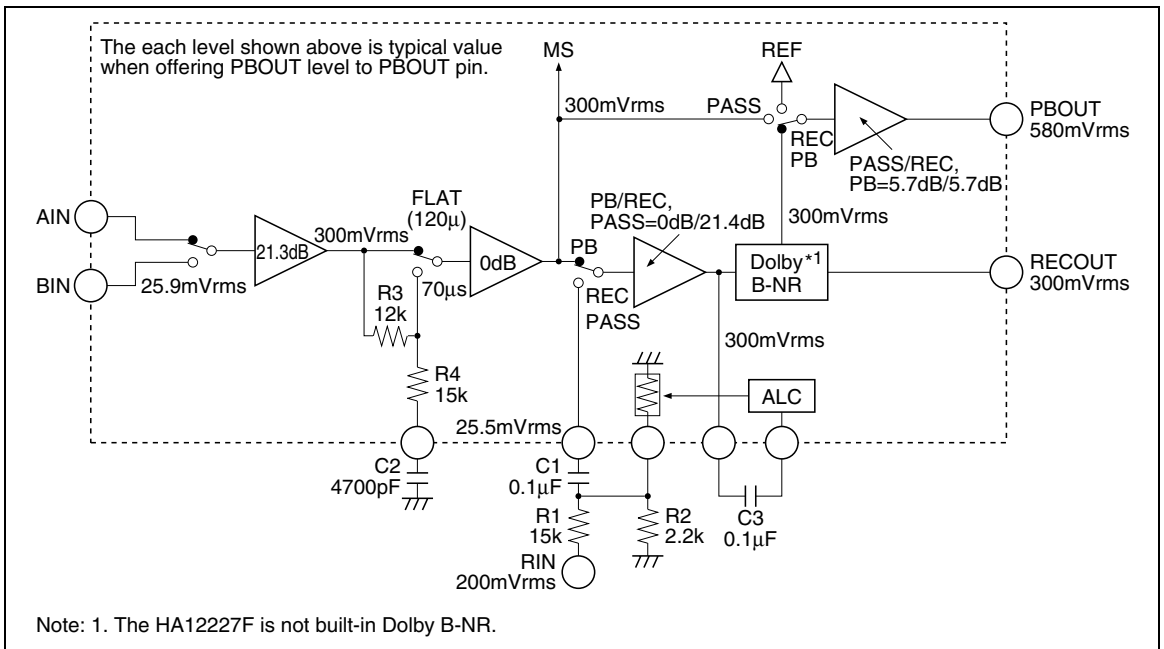 The each level shown above is typical value
when offering PBOUT level to PBOUT pin.
MS
REF
300mVrms
PASS
REC
PB
PBOUT
580mVrms
PASS/REC,
PB=5.7dB/5.7dB
AIN
BIN
25.9mVrms
21.3dB
300mVrms
FLAT
(120μ)
70μs
0dB
PB
REC
PASS
PB/REC,
PASS=0dB/21.4dB
300mVrms
Dolby*1
B-NR
RECOUT
300mVrms
R3
12k
R4
15k
300mVrms
ALC
25.5mVrms
C2
4700pF
C1
0.1μF
R1
15k
R2
2.2k
C3
0.1μF
RIN
200mVrms
Note: 1. The HA12227F is not built-in Dolby B-NR.